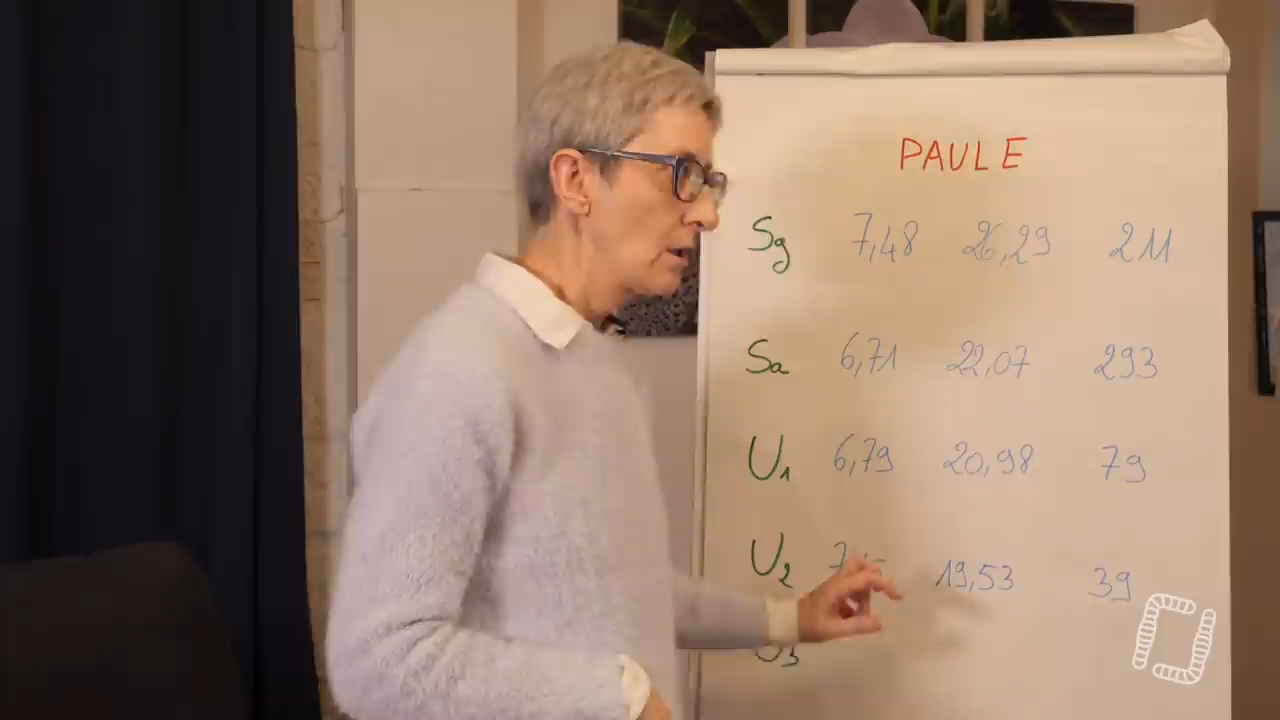 PAULE
Sg 7,48 26,29 211
Sa 6,71 22,07 293
U1 6,79 20,98 79
U2 19,53 39
U3